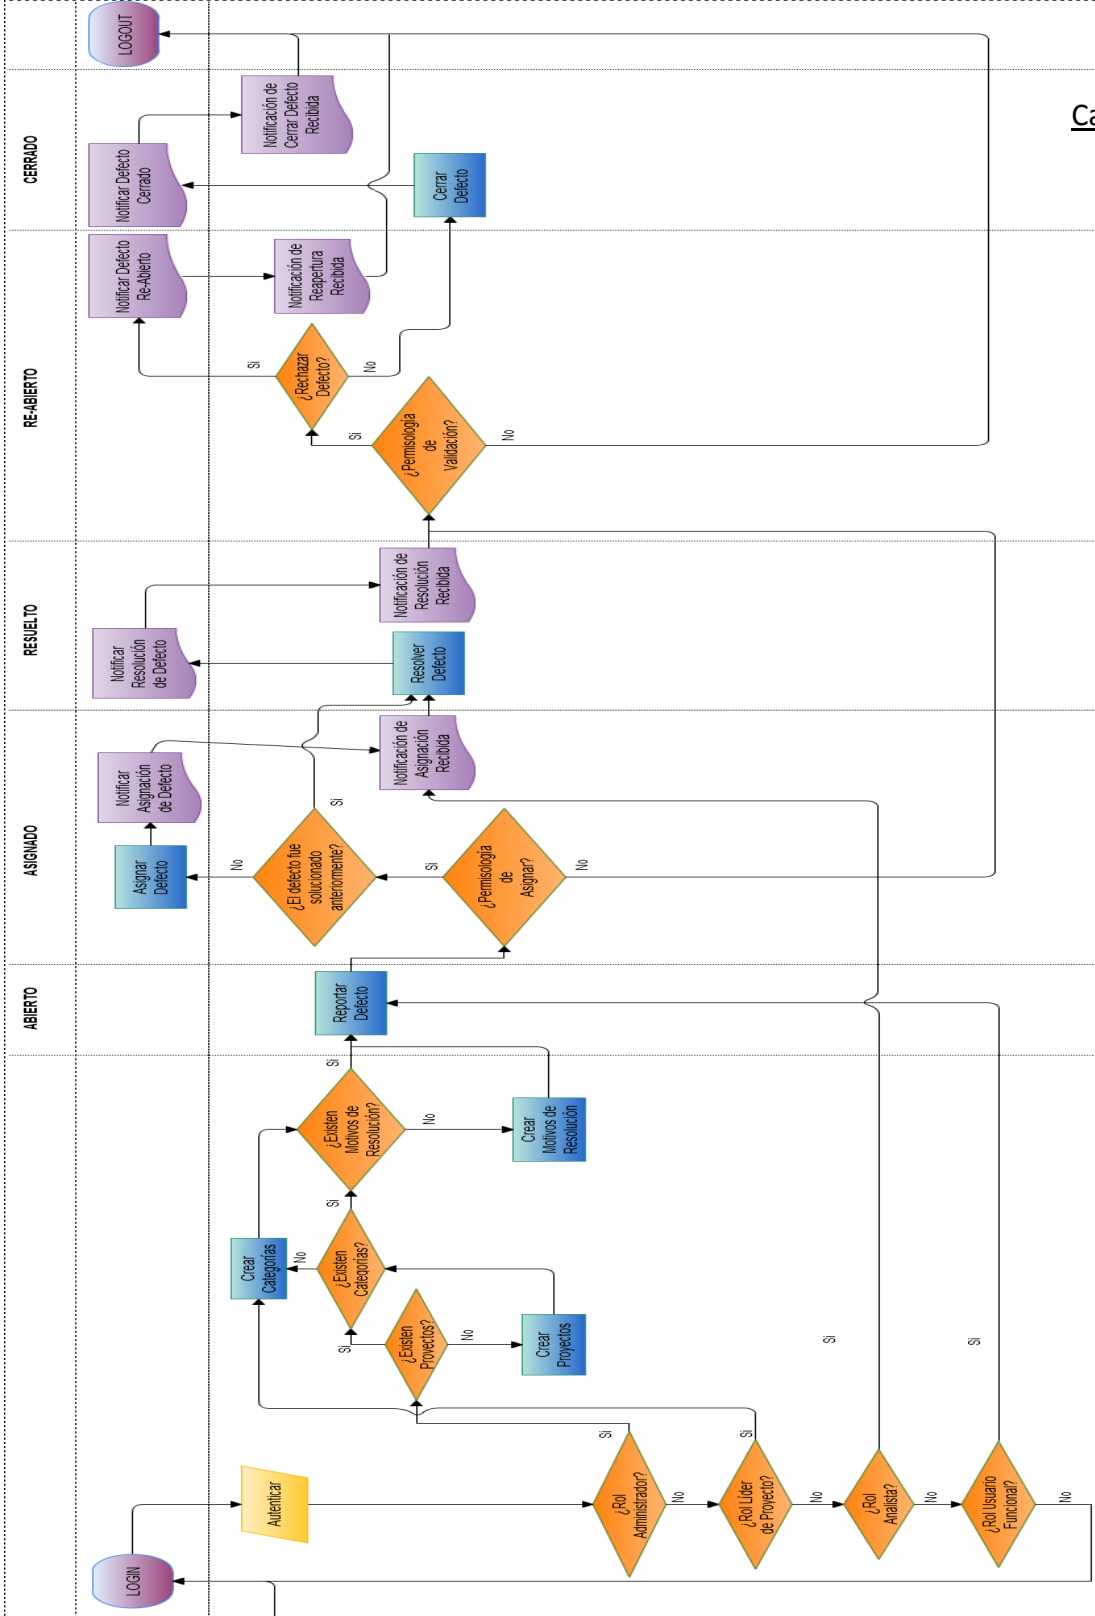 ABIERTO
ASIGNADO
RESUELTO
RE-ABIERTO
CERRADO
LOGIN
Asignar
Defecto
Notificar
Asignación
de Defecto
Notificar
Resolución
de Defecto
Notificar Defecto
Re-Abierto
Notificar Defecto
Cerrado
LOGOUT
Autenticar
Crear
Categorías
No
¿Existen
Categorías?
Si
¿Existen
Motivos de
Resolución?
Si
No
Reportar
Defecto
No
¿El defecto fue
solucionado
anteriormente?
Si
Notificación de
Asignación
Recibida
Resolver
Defecto
Notificación de
Resolución
Recibida
Si
¿Rechazar
Defecto?
No
Notificación de
Reapertura
Recibida
Notificación de
Cerrar Defecto
Recibida
Cerrar
Defecto
Si
¿Existen
Proyectos?
No
Crear
Proyectos
Crear
Motivos de
Resolución
Si
¿Permisología
de
Asignar?
No
Si
¿Permisología
de
Validación?
No
¿Rol
Administrador?
Si
No
¿Rol Líder
de Proyecto?
Si
No
¿Rol
Analista?
Si
No
¿Rol Usuario
Funcional?
Si
No
Ca